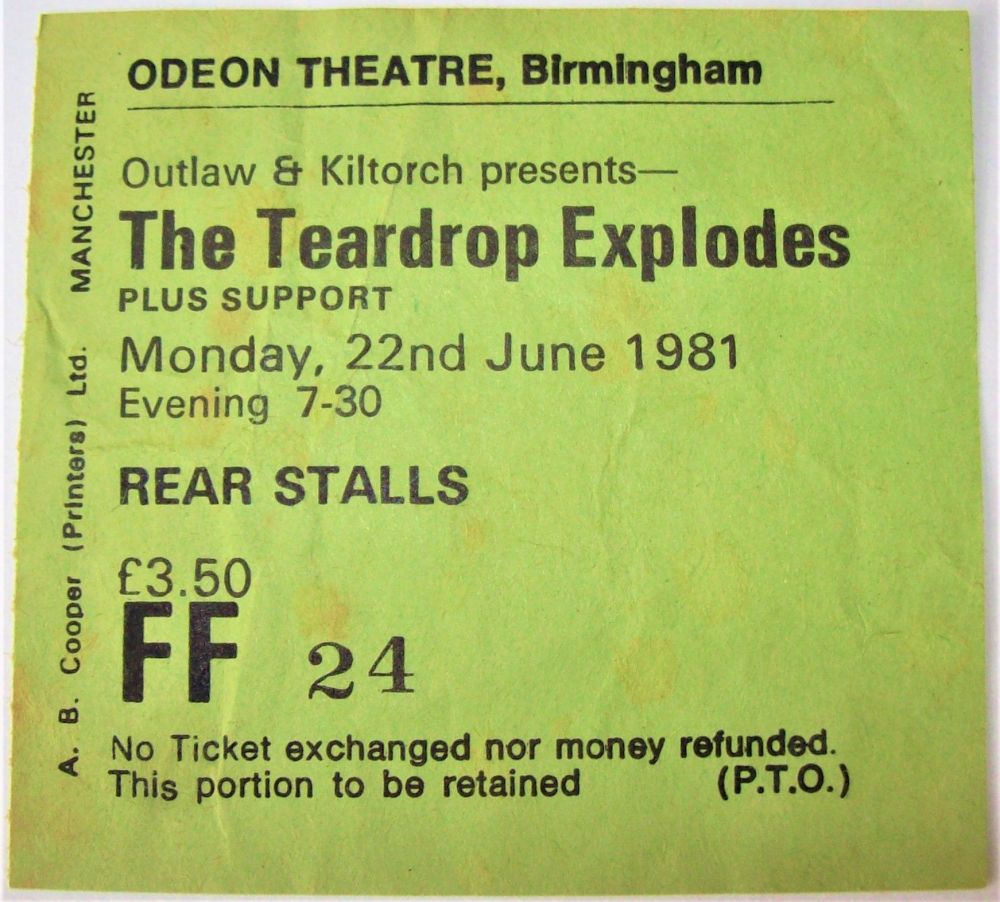 ODEON THEATRE, Birmingham
Outlaw & Kiltorch presents—
The Teardrop Explodes
PLUS SUPPORT
Monday, 22nd June 1981
Evening 7-30
REAR STALLS
£3.50
FF 24
No Ticket exchanged nor money refunded.
This portion to be retained (P.T.O.)
A. B. Cooper (Printers) Ltd. MANCHESTER